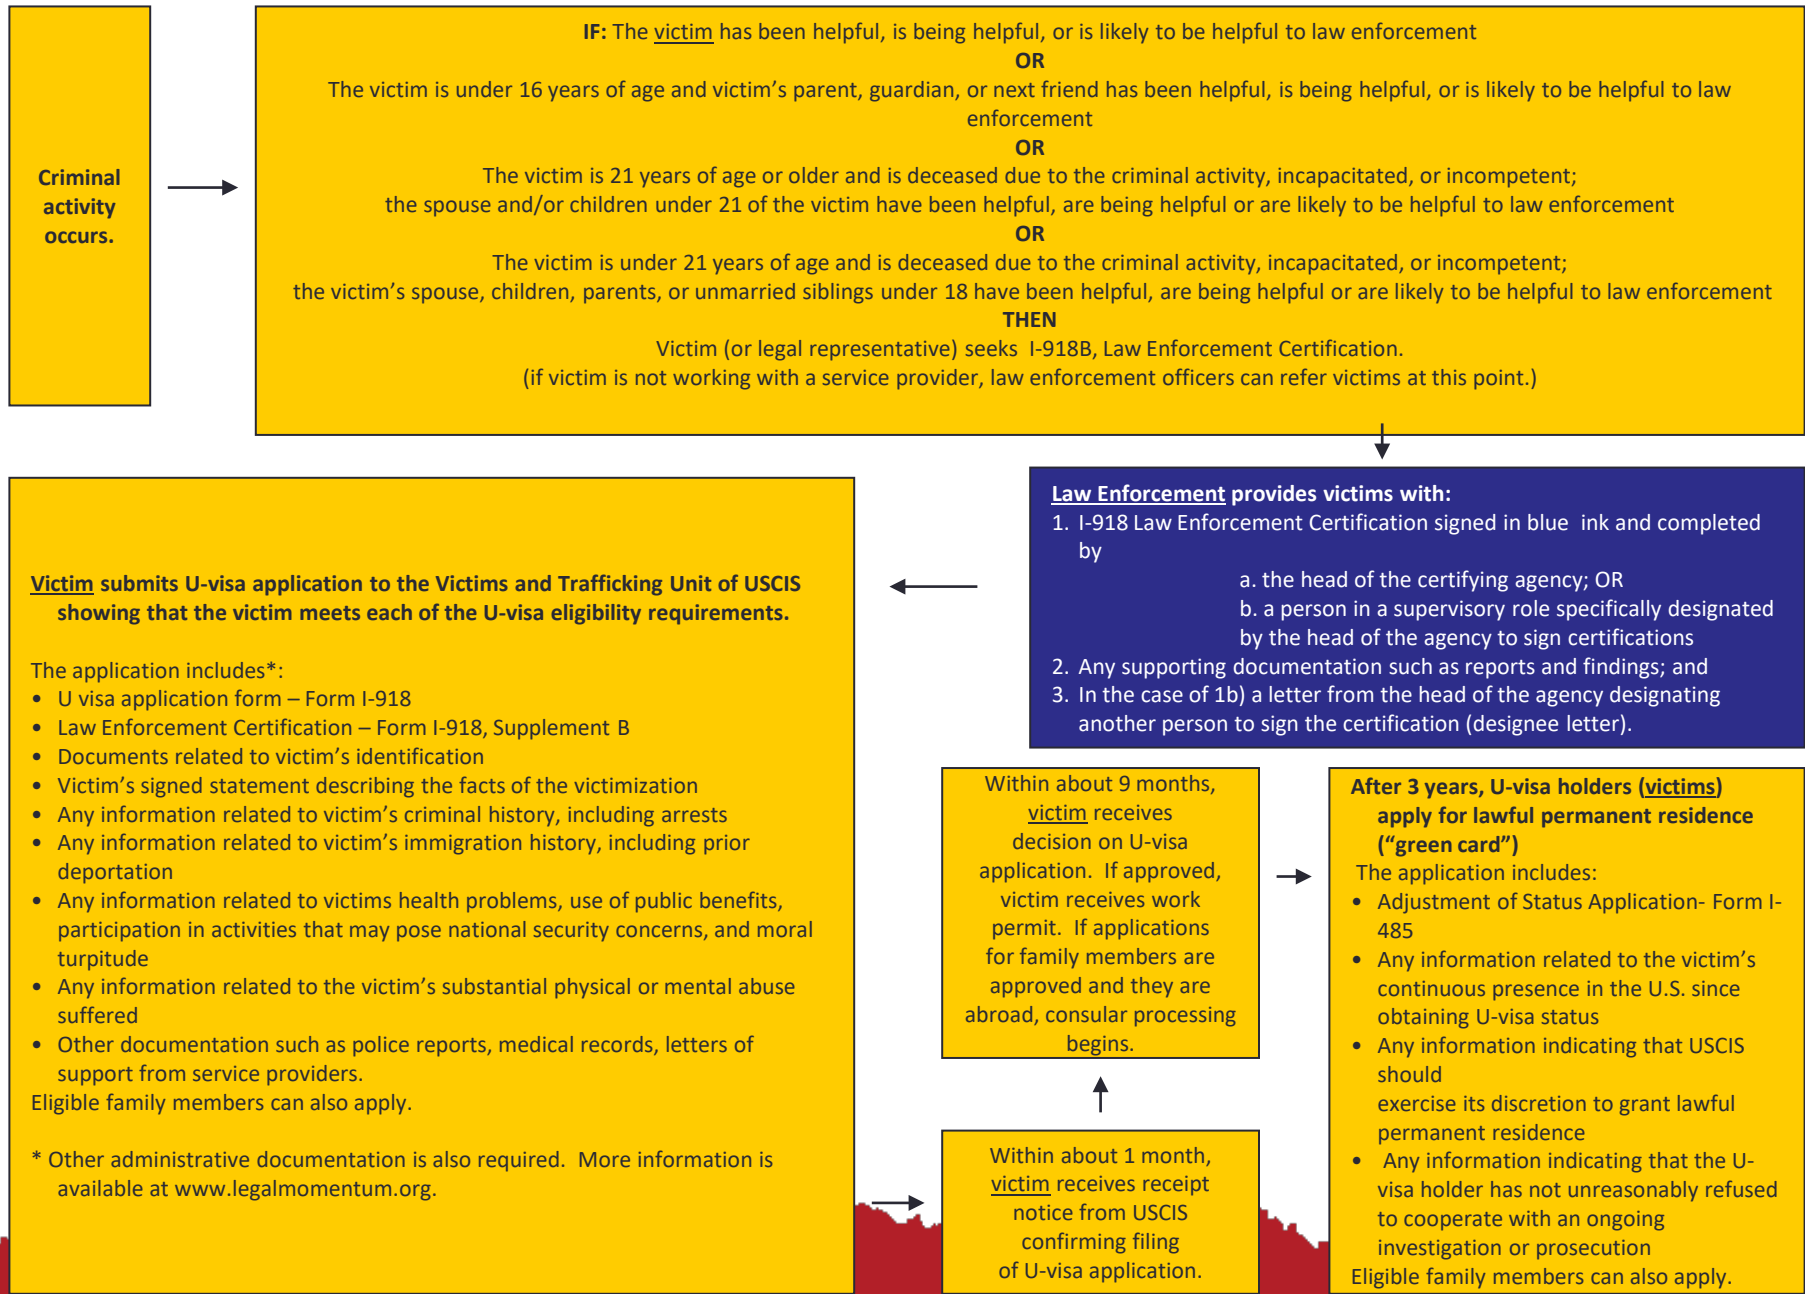 Criminal
activity
occurs.
IF: The victim has been helpful, is being helpful, or is likely to be helpful to law enforcement
OR
The victim is under 16 years of age and victim’s parent, guardian, or next friend has been helpful, is being helpful, or is likely to be helpful to law
enforcement
OR
The victim is 21 years of age or older and is deceased due to the criminal activity, incapacitated, or incompetent;
the spouse and/or children under 21 of the victim have been helpful, are being helpful or are likely to be helpful to law enforcement
OR
The victim is under 21 years of age and is deceased due to the criminal activity, incapacitated, or incompetent;
the victim’s spouse, children, parents, or unmarried siblings under 18 have been helpful, are being helpful or are likely to be helpful to law enforcement
THEN
Victim (or legal representative) seeks I-918B, Law Enforcement Certification.
(if victim is not working with a service provider, law enforcement officers can refer victims at this point.)
Law Enforcement provides victims with:
1. I-918 Law Enforcement Certification signed in blue ink and completed
by
a. the head of the certifying agency; OR
b. a person in a supervisory role specifically designated
by the head of the agency to sign certifications
2. Any supporting documentation such as reports and findings; and
3. In the case of 1b) a letter from the head of the agency designating
another person to sign the certification (designee letter).
Victim submits U-visa application to the Victims and Trafficking Unit of USCIS
showing that the victim meets each of the U-visa eligibility requirements.
The application includes*:
• U visa application form – Form I-918
• Law Enforcement Certification – Form I-918, Supplement B
• Documents related to victim’s identification
• Victim’s signed statement describing the facts of the victimization
• Any information related to victim’s criminal history, including arrests
• Any information related to victim’s immigration history, including prior
deportation
• Any information related to victims health problems, use of public benefits,
participation in activities that may pose national security concerns, and moral
turpitude
• Any information related to the victim’s substantial physical or mental abuse
suffered
• Other documentation such as police reports, medical records, letters of
support from service providers.
Eligible family members can also apply.
* Other administrative documentation is also required. More information is
available at www.legalmomentum.org.
Within about 1 month,
victim receives receipt
notice from USCIS
confirming filing
of U-visa application.
Within about 9 months,
victim receives
decision on U-visa
application. If approved,
victim receives work
permit. If applications
for family members are
approved and they are
abroad, consular processing
begins.
After 3 years, U-visa holders (victims)
apply for lawful permanent residence
(“green card”)
The application includes:
• Adjustment of Status Application- Form I-
485
• Any information related to the victim’s
continuous presence in the U.S. since
obtaining U-visa status
• Any information indicating that USCIS
should
exercise its discretion to grant lawful
permanent residence
• Any information indicating that the U-
visa holder has not unreasonably refused
to cooperate with an ongoing
investigation or prosecution
Eligible family members can also apply.